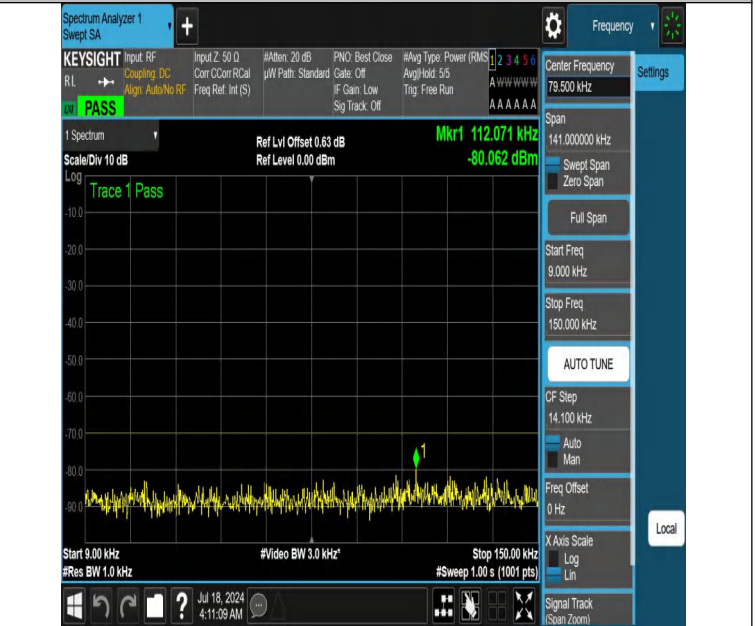 Spectrum Analyzer 1
Swept SA
+
Frequency
KEYSIGHT
RL
PASS
Input: RF
Coupling: DC
Align: Auto/No RF
Input Z: 50 Ω
Corr CCorr RCal
Freq Ref: Int (S)
#Atten: 20 dB
µW Path: Standard
PNO: Best Close
Gate: Off
IF Gain: Low
Sig Track: Off
#Avg Type: Power (RMS
Avg|Hold: 5/5
Trig: Free Run
1 2 3 4 5 6
A W W W W W
A A A A A A
Center Frequency
79.500 kHz
Settings
Span
141.000000 kHz
Swept Span
Zero Span
Full Span
Start Freq
9.000 kHz
Stop Freq
150.000 kHz
AUTO TUNE
CF Step
14.100 kHz
Auto
Man
Freq Offset
0 Hz
X Axis Scale
Log
Lin
Signal Track
(Span Zoom)
Local
1 Spectrum
Scale/Div 10 dB
Ref Lvl Offset 0.63 dB
Ref Level 0.00 dBm
Mkr1 112.071 kHz
-80.062 dBm
Log
Trace 1 Pass
-10.0
-20.0
-30.0
-40.0
-50.0
-60.0
-70.0
-80.0
-90.0
1
Start 9.00 kHz
#Res BW 1.0 kHz
#Video BW 3.0 kHz*
Stop 150.00 kHz
#Sweep 1.00 s (1001 pts)
?
Jul 18, 2024
4:11:09 AM